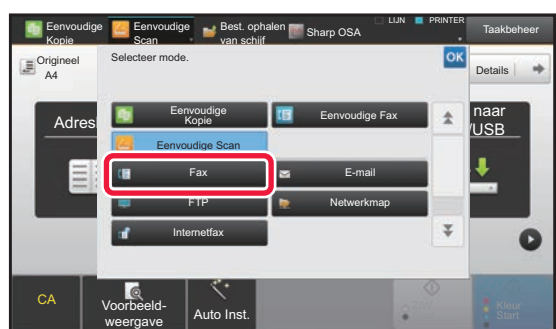 Eenvoudige
Kopie
Eenvoudige
Scan
Best. ophalen
van schijf
Sharp OSA
LIJN
PRINTER
Taakbeheer
Origineel
A4
Selecteer mode.
OK
Details
Adres
naar
/USB
Eenvoudige
Kopie
Eenvoudige Fax
Eenvoudige Scan
Fax
E-mail
FTP
Netwerkmap
Internetfax
CA
Voorbeeld-
weergave
Auto Inst.
Z/W
Start
Kleur
Start